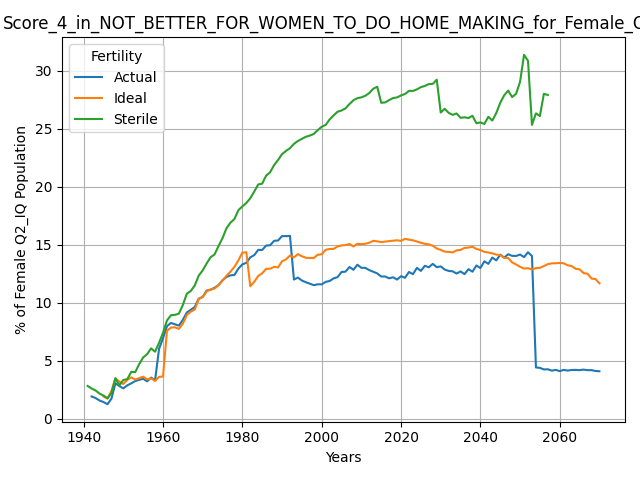 Score_4_in_NOT_BETTER_FOR_WOMEN_TO_DO_HOME_MAKING_for_Female_
Fertility
Actual
Ideal
Sterile
% of Female Q2_IQ Population
30
25
20
15
10
5
0
1940 1960 1980 2000 2020 2040 2060
Years